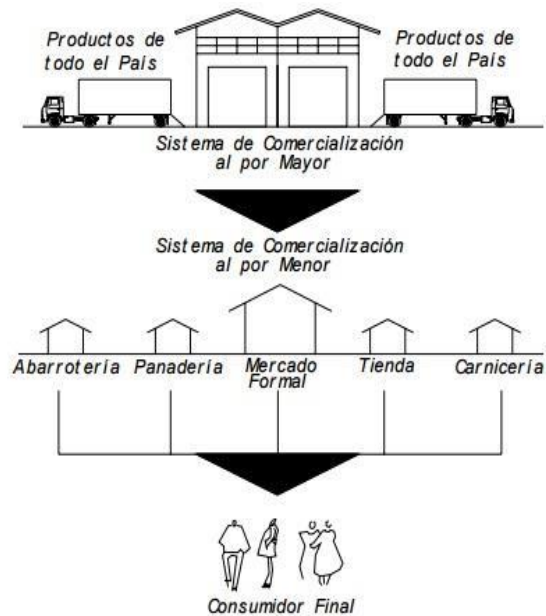 Productos de
todo el País
Productos de
todo el País
Sistema de Comercialización
al por Mayor
Sistema de Comercialización
al por Menor
Abarrotería
Panadería
Mercado
Formal
Tienda
Carnicería
Consumidor Final